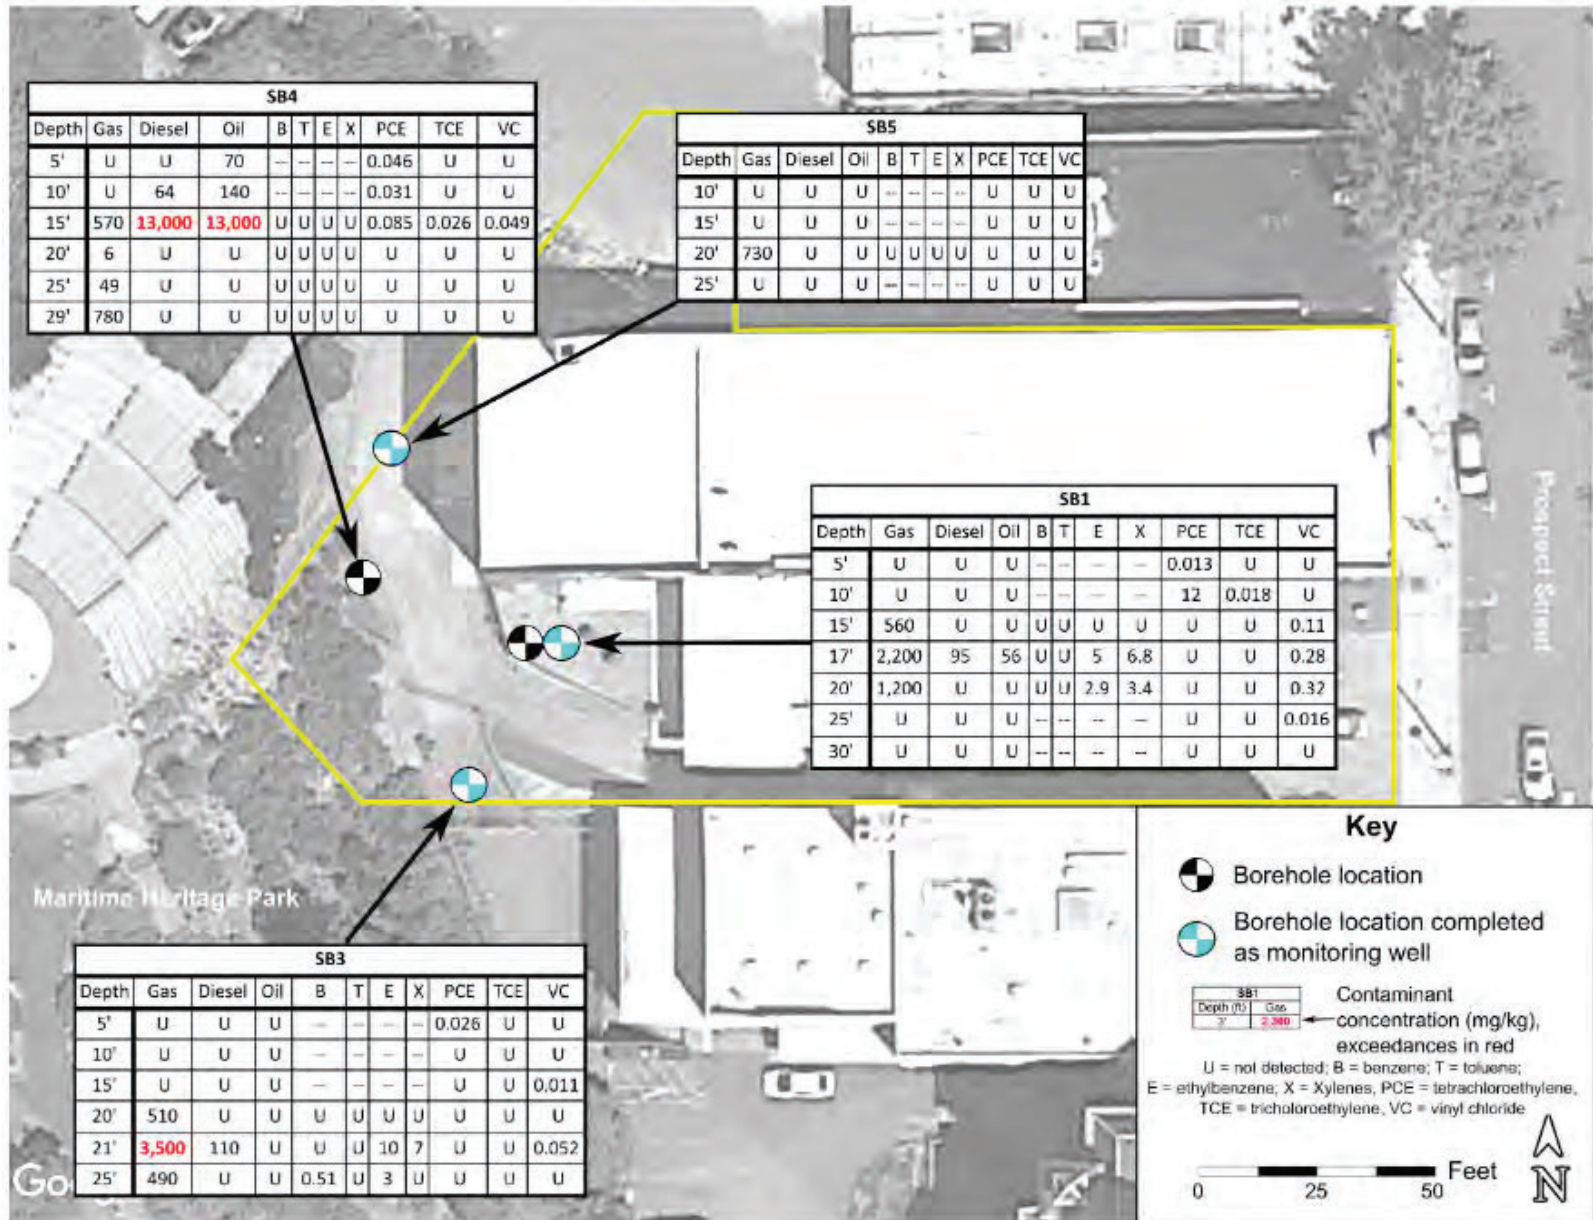 SB4
Depth Gas Diesel Oil B T E X PCE TCE VC
5' U U 70 -- -- -- -- 0.046 U U
10' U 64 140 -- -- -- -- 0.031 U U
15' 570 13,000 13,000 U U U U 0.085 0.026 0.049
20' 6 U U U U U U U U U
25' 49 U U U U U U U U U
29' 780 U U U U U U U U U
SB5
Depth Gas Diesel Oil B T E X PCE TCE VC
10' U U U -- -- -- -- U U U
15' U U U -- -- -- -- U U U
20' 730 U U U U U U U U U
25' U U U -- -- -- -- U U U
SB1
Depth Gas Diesel Oil B T E X PCE TCE VC
5' U U U -- -- -- -- 0.013 U U
10' U U U -- -- -- -- 12 0.018 U
15' 560 U U U U U U U U 0.11
17' 2,200 95 56 U U 5 6.8 U U 0.28
20' 1,200 U U U U 2.9 3.4 U U 0.32
25' U U U -- -- -- -- U U 0.016
30' U U U -- -- -- -- U U U
Prospect Street
Maritime Heritage Park
SB3
Depth Gas Diesel Oil B T E X PCE TCE VC
5' U U U -- -- -- -- 0.026 U U
10' U U U -- -- -- -- U U U
15' U U U -- -- -- -- U U 0.011
20' 510 U U U U U U U U U
21' 3,500 110 U U U 10 7 U U 0.052
25' 490 U U 0.51 U 3 U U U U
Key
Borehole location
Borehole location completed
as monitoring well
SB1
Depth (ft) Gas
3'
Contaminant
concentration (mg/kg),
exceedances in red
U = not detected; B = benzene; T = toluene;
E = ethylbenzene; X = Xylenes, PCE = tetrachloroethylene,
TCE = tricholoroethylene, VC = vinyl chloride
0 25 50 Feet
N